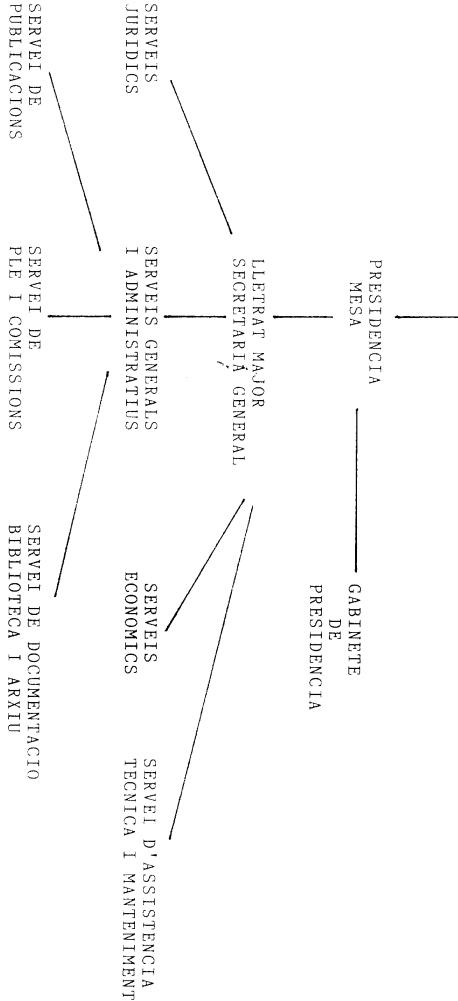 PRESIDENCIA
MESA
GABINETE
DE
PRESIDENCIA
LLETRAT MAJOR
SECRETARIÁ GENERAL
SERVEIS
JURIDICS
SERVEIS GENERALS
I ADMINISTRATIUS
SERVEIS
ECONOMICS
SERVEI D'ASSISTENCIA
TECNICA I MANTENIMENT
SERVEI DE
PUBLICACIONS
SERVEI DE
PLE I COMISSIONS
SERVEI DE DOCUMENTACIO
BIBLIOTECA I ARXIU